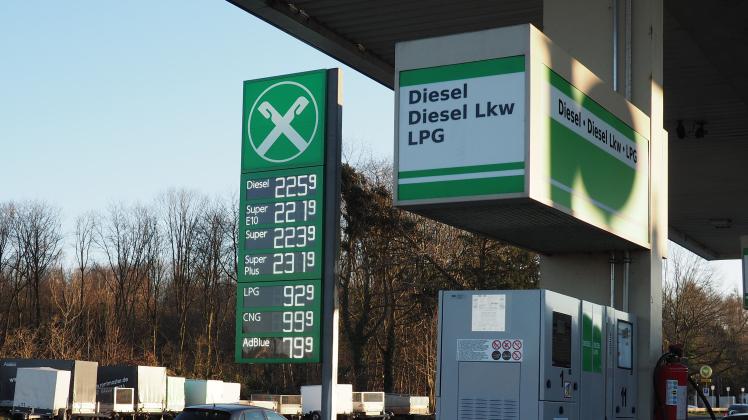 Diesel 225⁹
Super E10 221⁹
Super 223⁹
Super Plus 231⁹
LPG 92⁹
CNG 99⁹
AdBlue 79⁹
Diesel
Diesel Lkw
LPG
Diesel • Diesel Lkw • LPG
11